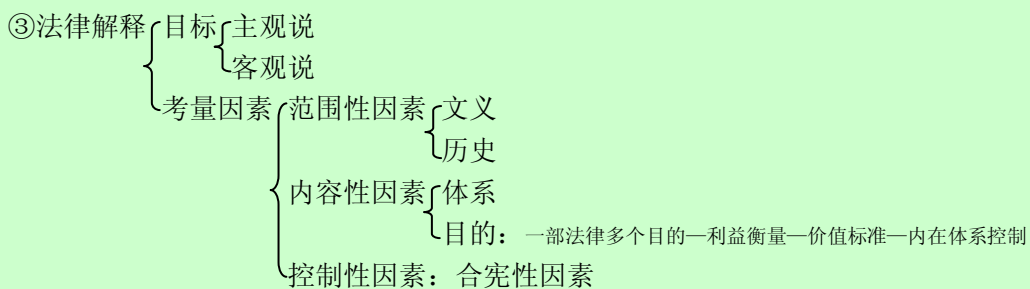 ③法律解释 目标 主观说
客观说
考量因素 范围性因素 文义
历史
内容性因素 体系
目的：一部法律多个目的—利益衡量—价值标准—内在体系控制
控制性因素：合宪性因素